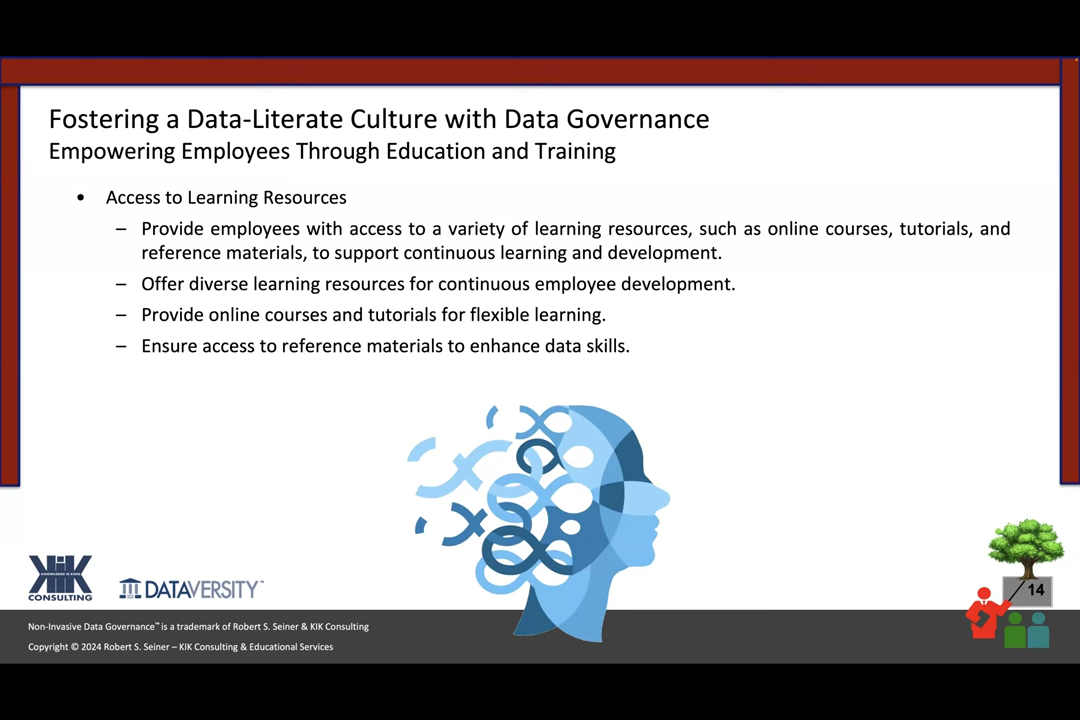 Fostering a Data-Literate Culture with Data Governance
Empowering Employees Through Education and Training
• Access to Learning Resources
– Provide employees with access to a variety of learning resources, such as online courses, tutorials, and
reference materials, to support continuous learning and development.
– Offer diverse learning resources for continuous employee development.
– Provide online courses and tutorials for flexible learning.
– Ensure access to reference materials to enhance data skills.
KIK
KNOWLEDGE IS KING
CONSULTING
DATAVERSITY™
14
Non-Invasive Data Governance™ is a trademark of Robert S. Seiner & KIK Consulting
Copyright © 2024 Robert S. Seiner – KIK Consulting & Educational Services